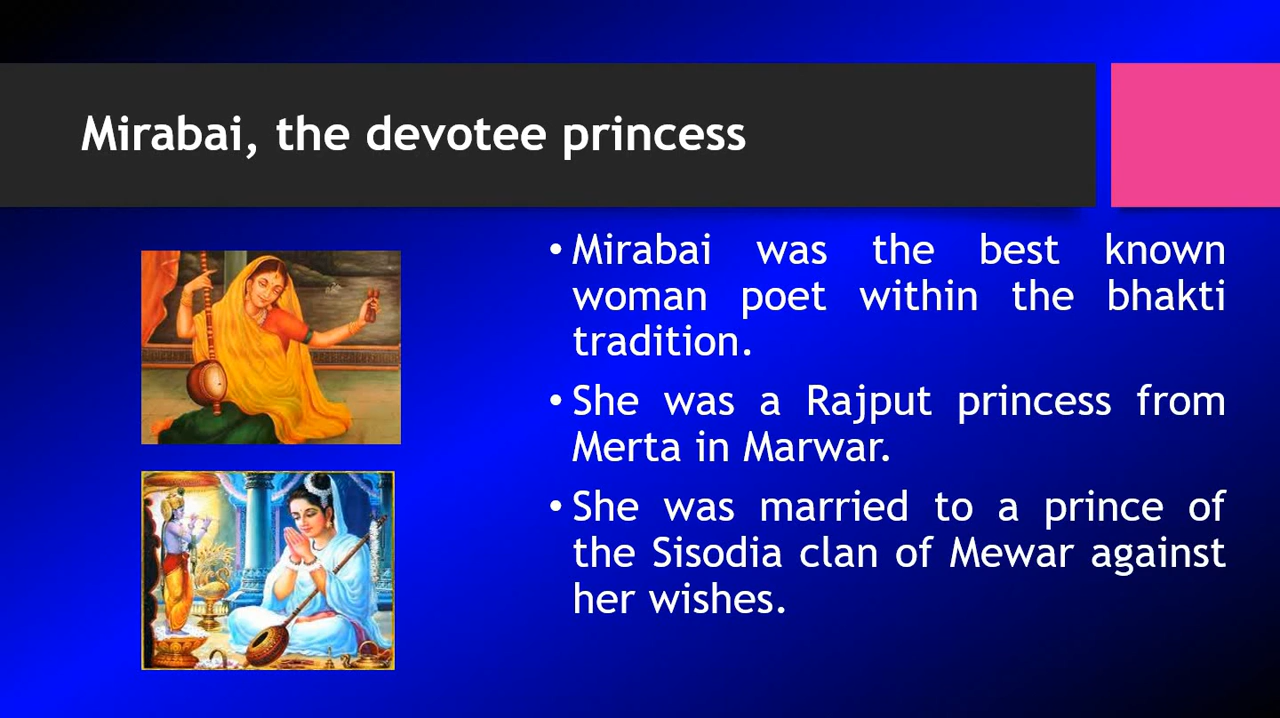 Mirabai, the devotee princess
• Mirabai was the best known
woman poet within the bhakti
tradition.
• She was a Rajput princess from
Merta in Marwar.
• She was married to a prince of
the Sisodia clan of Mewar against
her wishes.